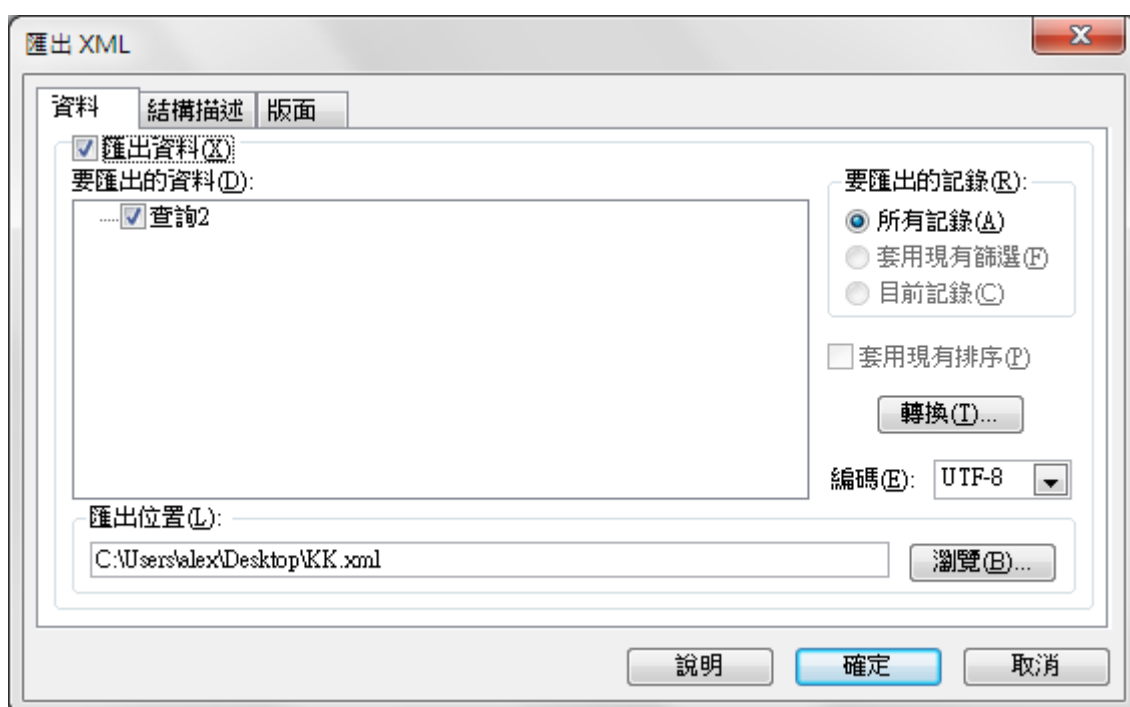 匯出 XML
資料
結構描述
版面
匯出資料(X)
要匯出的資料(D):
查詢2
要匯出的記錄(R):
所有記錄(A)
套用現有篩選(F)
目前記錄(C)
套用現有排序(P)
轉換(T)...
編碼(E):
UTF-8
匯出位置(L):
C:\Users\alex\Desktop\KK.xml
瀏覽(B)...
說明
確定
取消